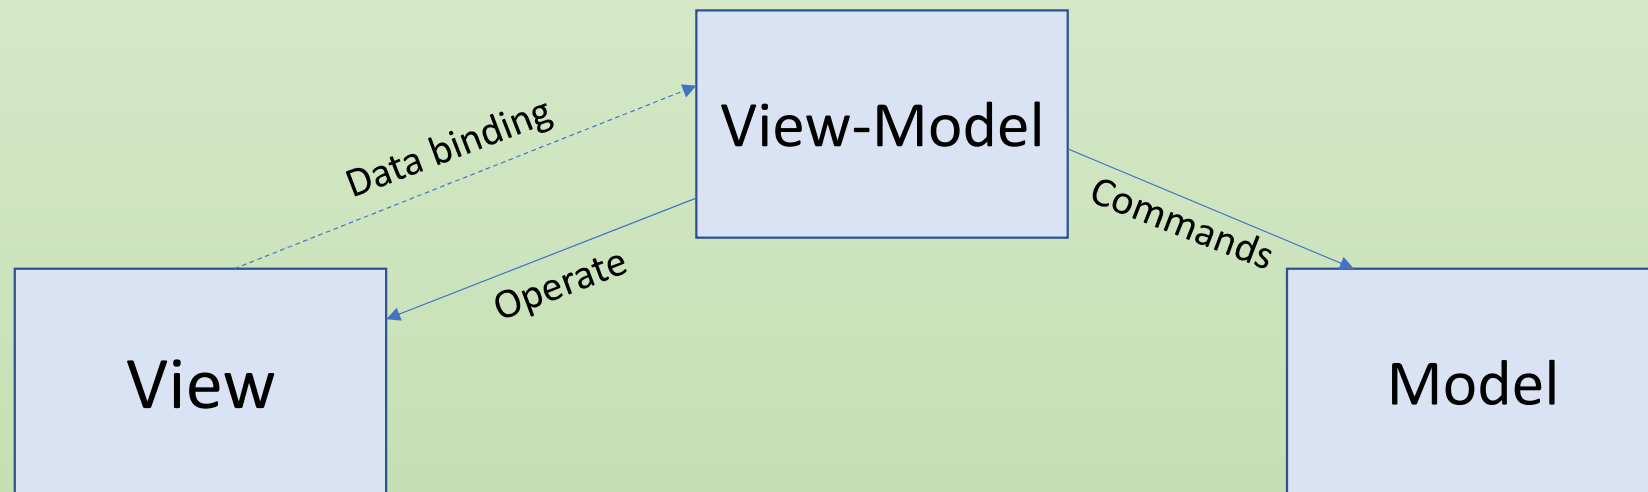 View-Model
Data binding
Operate
Commands
View
Model